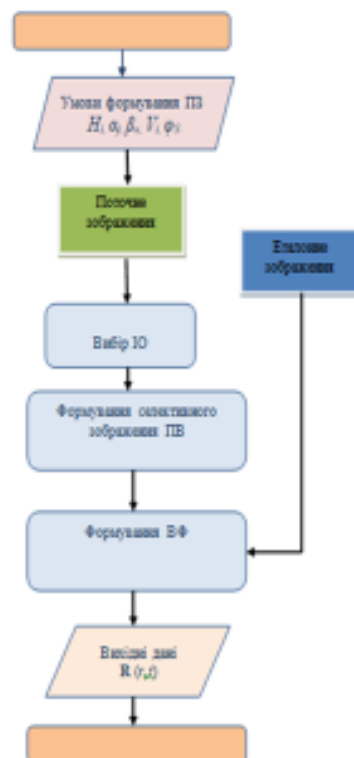 Умови формування ПЗ
Поточне
зображення
Еталонне
зображення
Вибір ІО
Формування селективного
зображення ПВ
Формування ВФ
Вихідні дані
R (r,t)